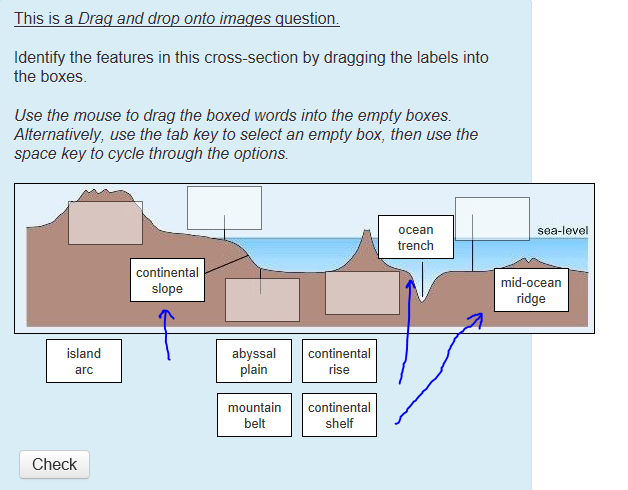 This is a Drag and drop onto images question.
Identify the features in this cross-section by dragging the labels into
the boxes.
Use the mouse to drag the boxed words into the empty boxes.
Alternatively, use the tab key to select an empty box, then use the
space key to cycle through the options.
ocean
trench
sea-level
continental
slope
mid-ocean
ridge
island
arc
abyssal
plain
continental
rise
mountain
belt
continental
shelf
Check